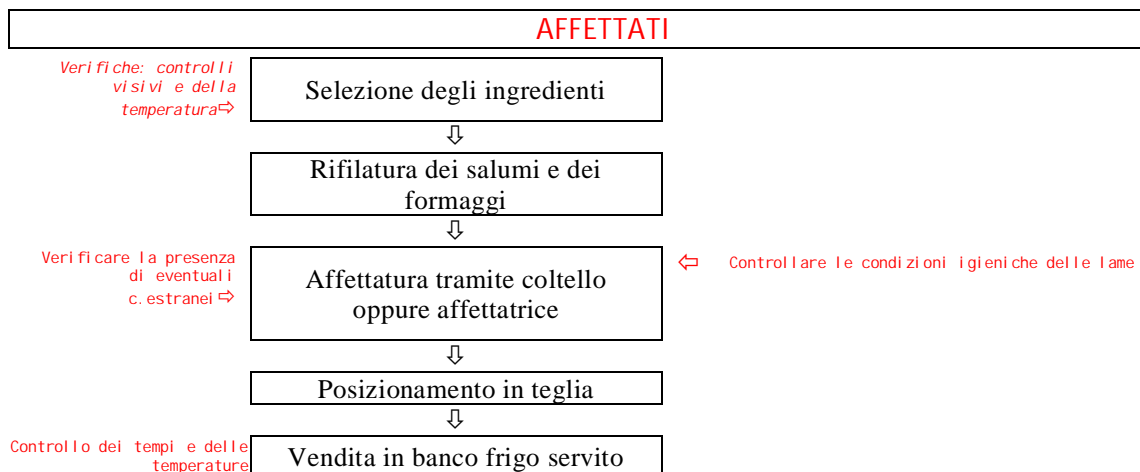 AFFETTATI
Verifiche: controlli
visivi e della
temperatura⇨
Selezione degli ingredienti
⇩
Rifilatura dei salumi e dei
formaggi
⇩
Verificare la presenza
di eventuali
c.estranei ⇨
Affettatura tramite coltello
oppure affettatrice
⇦ Controllare le condizioni igieniche delle lame
⇩
Posizionamento in teglia
⇩
Controllo dei tempi e delle
temperature
Vendita in banco frigo servito